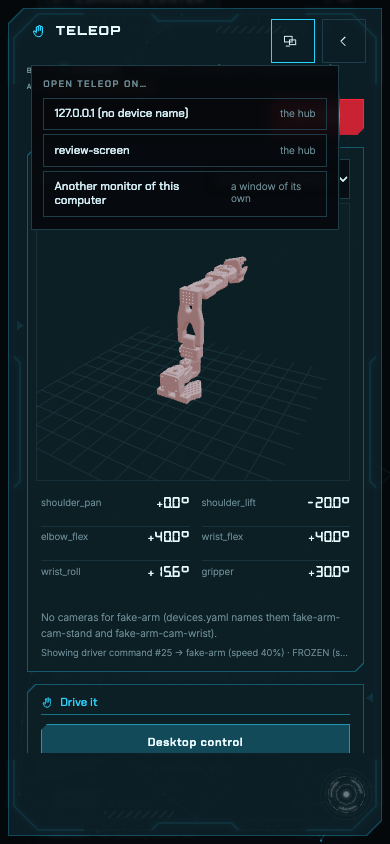 TELEOP
OPEN TELEOP ON…
127.0.0.1 (no device name) the hub
review-screen the hub
Another monitor of this a window of its
computer own
shoulder_pan +0.0° shoulder_lift -20.0°
elbow_flex +40.0° wrist_flex +40.0°
wrist_roll + 15.6° gripper +30.0°
No cameras for fake-arm (devices.yaml names them fake-arm-
cam-stand and fake-arm-cam-wrist).
Showing driver command #25 → fake-arm (speed 40%) · FROZEN (s…
Drive it
Desktop control